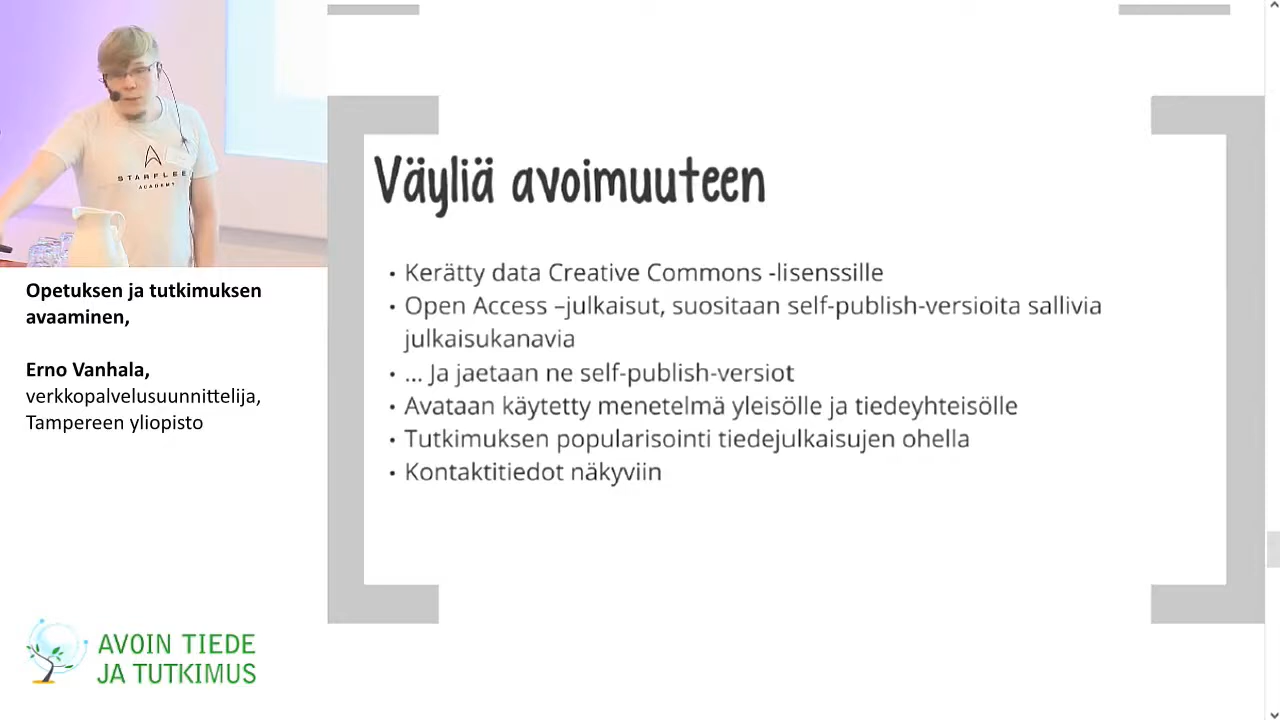 STARFLEE
ACADEMY
Opetuksen ja tutkimuksen
avaaminen,
Erno Vanhala,
verkkopalvelusuunnittelija,
Tampereen yliopisto
AVOIN TIEDE
JA TUTKIMUS
Väyliä avoimuuteen
• Kerätty data Creative Commons -lisenssille
• Open Access –julkaisut, suositaan self-publish-versioita sallivia
julkaisukanavia
• ... Ja jaetaan ne self-publish-versiot
• Avataan käytetty menetelmä yleisölle ja tiedeyhteisölle
• Tutkimuksen popularisointi tiedejulkaisujen ohella
• Kontaktitiedot näkyviin